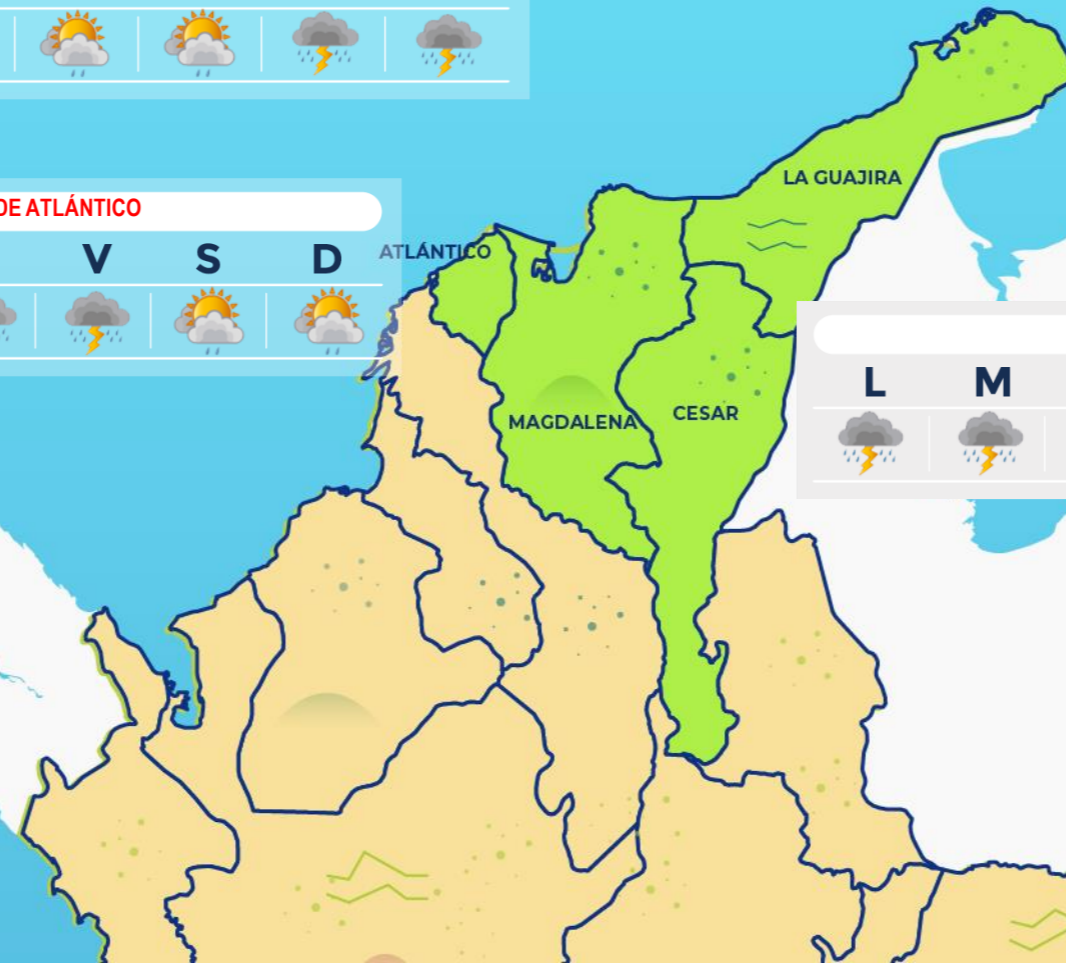 LA GUAJIRA
DE ATLÁNTICO
V S D
ATLÁNTICO
L M
MAGDALENA
CESAR